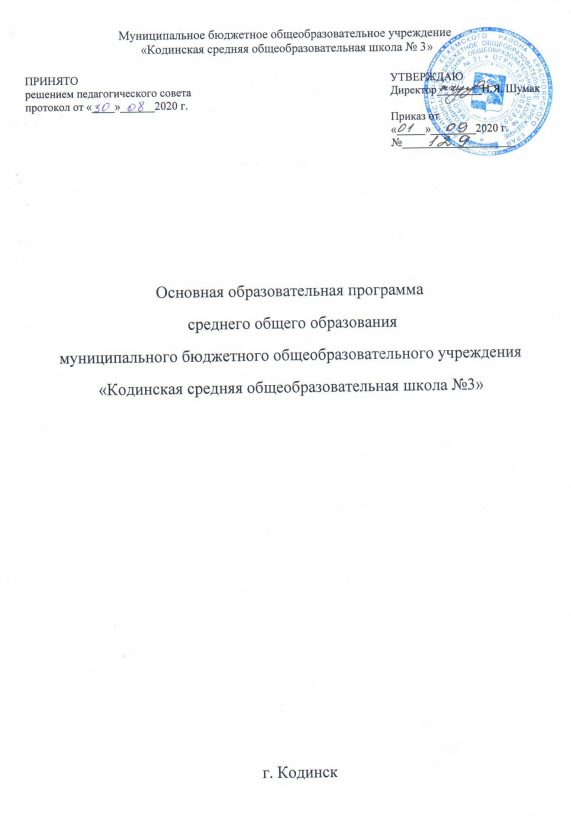 Муниципальное бюджетное общеобразовательное учреждение
«Кодинская средняя общеобразовательная школа № 3»
ПРИНЯТО
решением педагогического совета
протокол от «30» 08 2020 г.
УТВЕРЖДАЮ
Директор Н.Я. Шумак
Приказ от
«01» 09 2020 г.
№ 129
Основная образовательная программа
среднего общего образования
муниципального бюджетного общеобразовательного учреждения
«Кодинская средняя общеобразовательная школа №3»
г. Кодинск